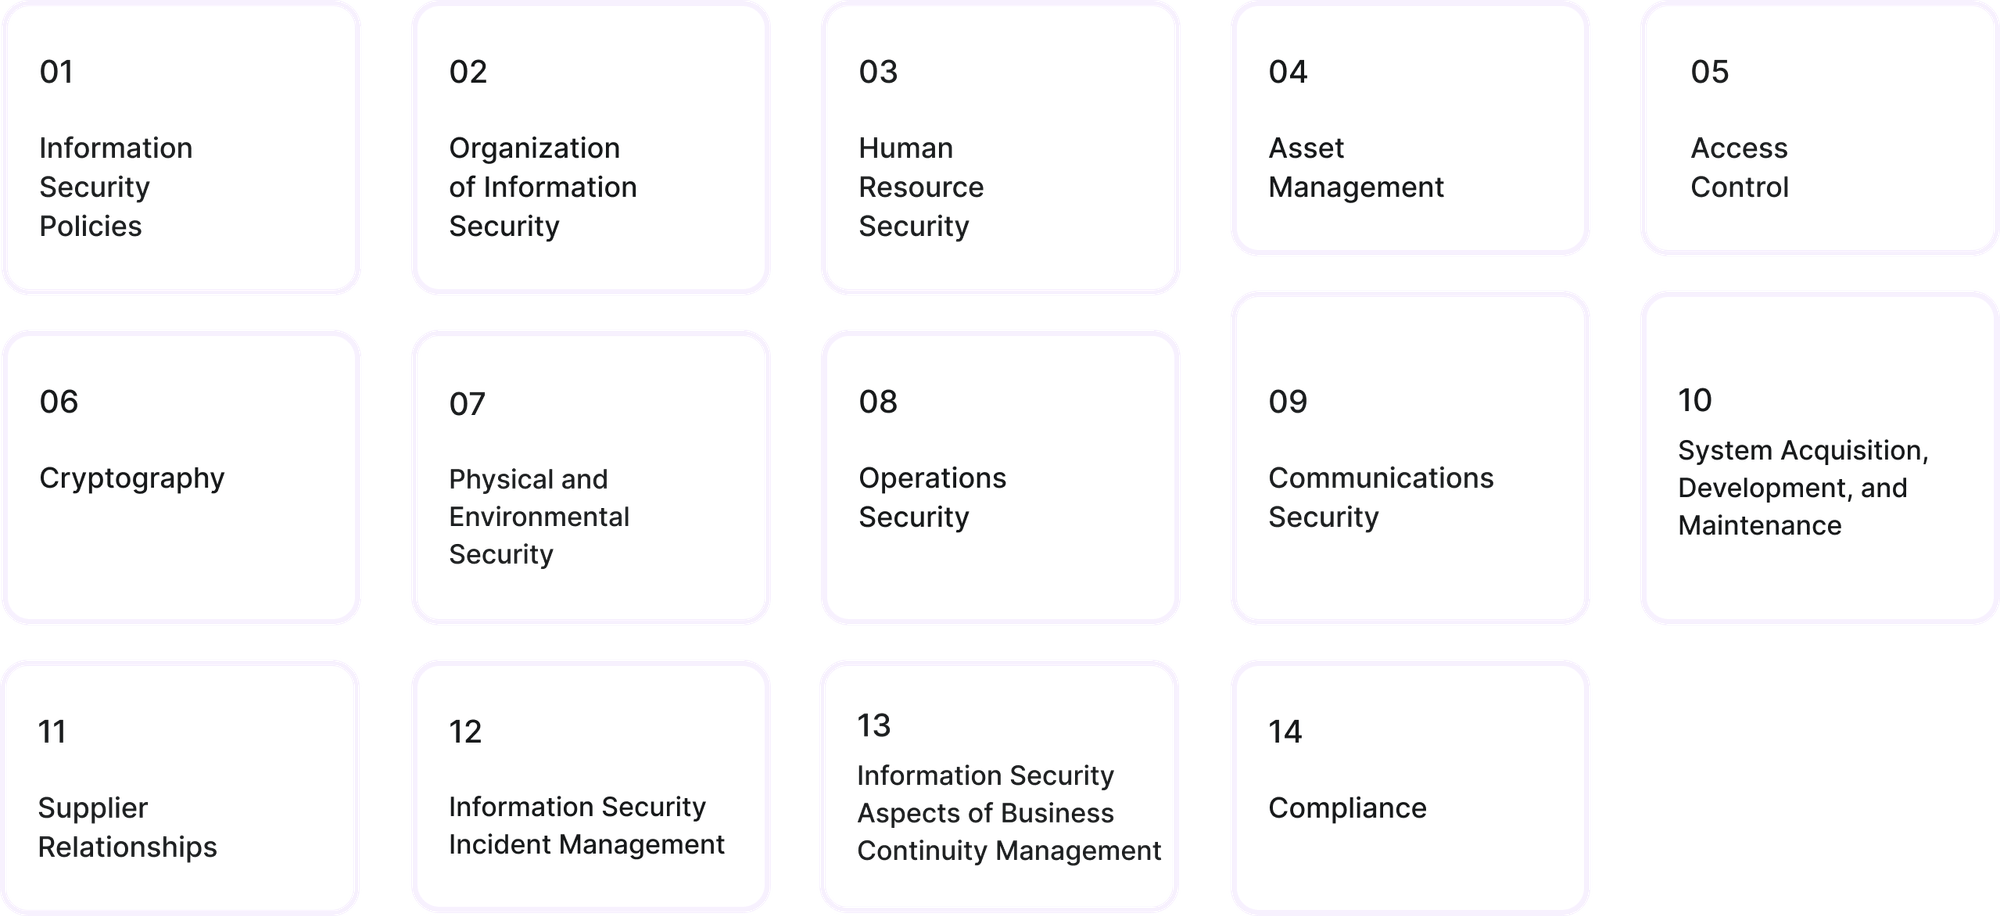 01
Information
Security
Policies
02
Organization
of Information
Security
03
Human
Resource
Security
04
Asset
Management
05
Access
Control
06
Cryptography
07
Physical and
Environmental
Security
08
Operations
Security
09
Communications
Security
10
System Acquisition,
Development, and
Maintenance
11
Supplier
Relationships
12
Information Security
Incident Management
13
Information Security
Aspects of Business
Continuity Management
14
Compliance